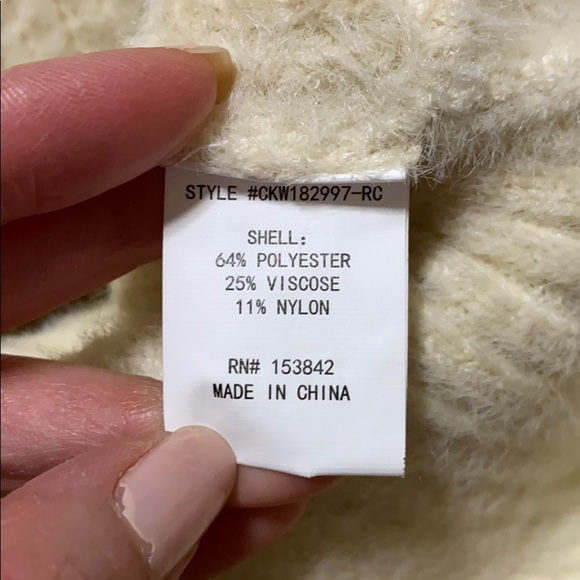 STYLE #CKW182997-RC
SHELL:
64% POLYESTER
25% VISCOSE
11% NYLON
RN# 153842
MADE IN CHINA